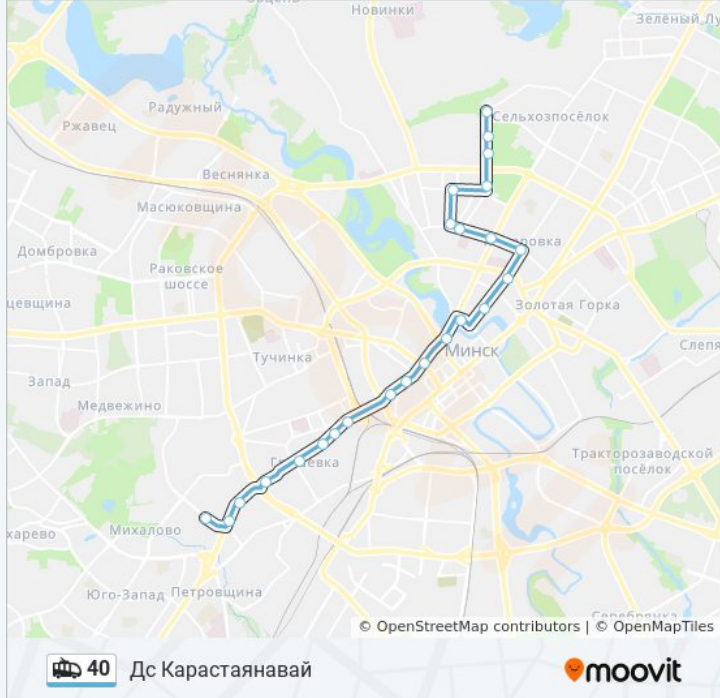 Новинки
Зелёный Лу
Радужный
Сельхозпосёлок
Ржавец
Веснянка
Масюковщина
Домбровка
ровка
Раковское
шоссе
цевщина
Золотая Горка
Минск
Слепя
Тучинка
Запад
Медвежино
Тракторозаводской
посёлок
Михалово
харево
Юго-Запад
Петровщина
© OpenStreetMap contributors | © OpenMapTiles
40
Дс Карастаянавай
moovit